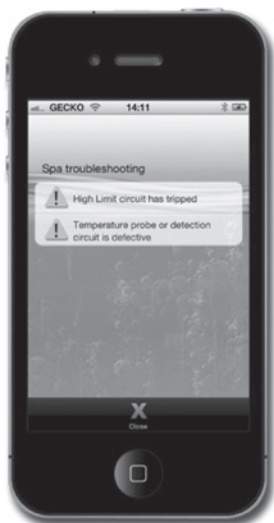 GECKO 14:11
Spa troubleshooting
High Limit circuit has tripped
Temperature probe or detection
circuit is defective
X
Close